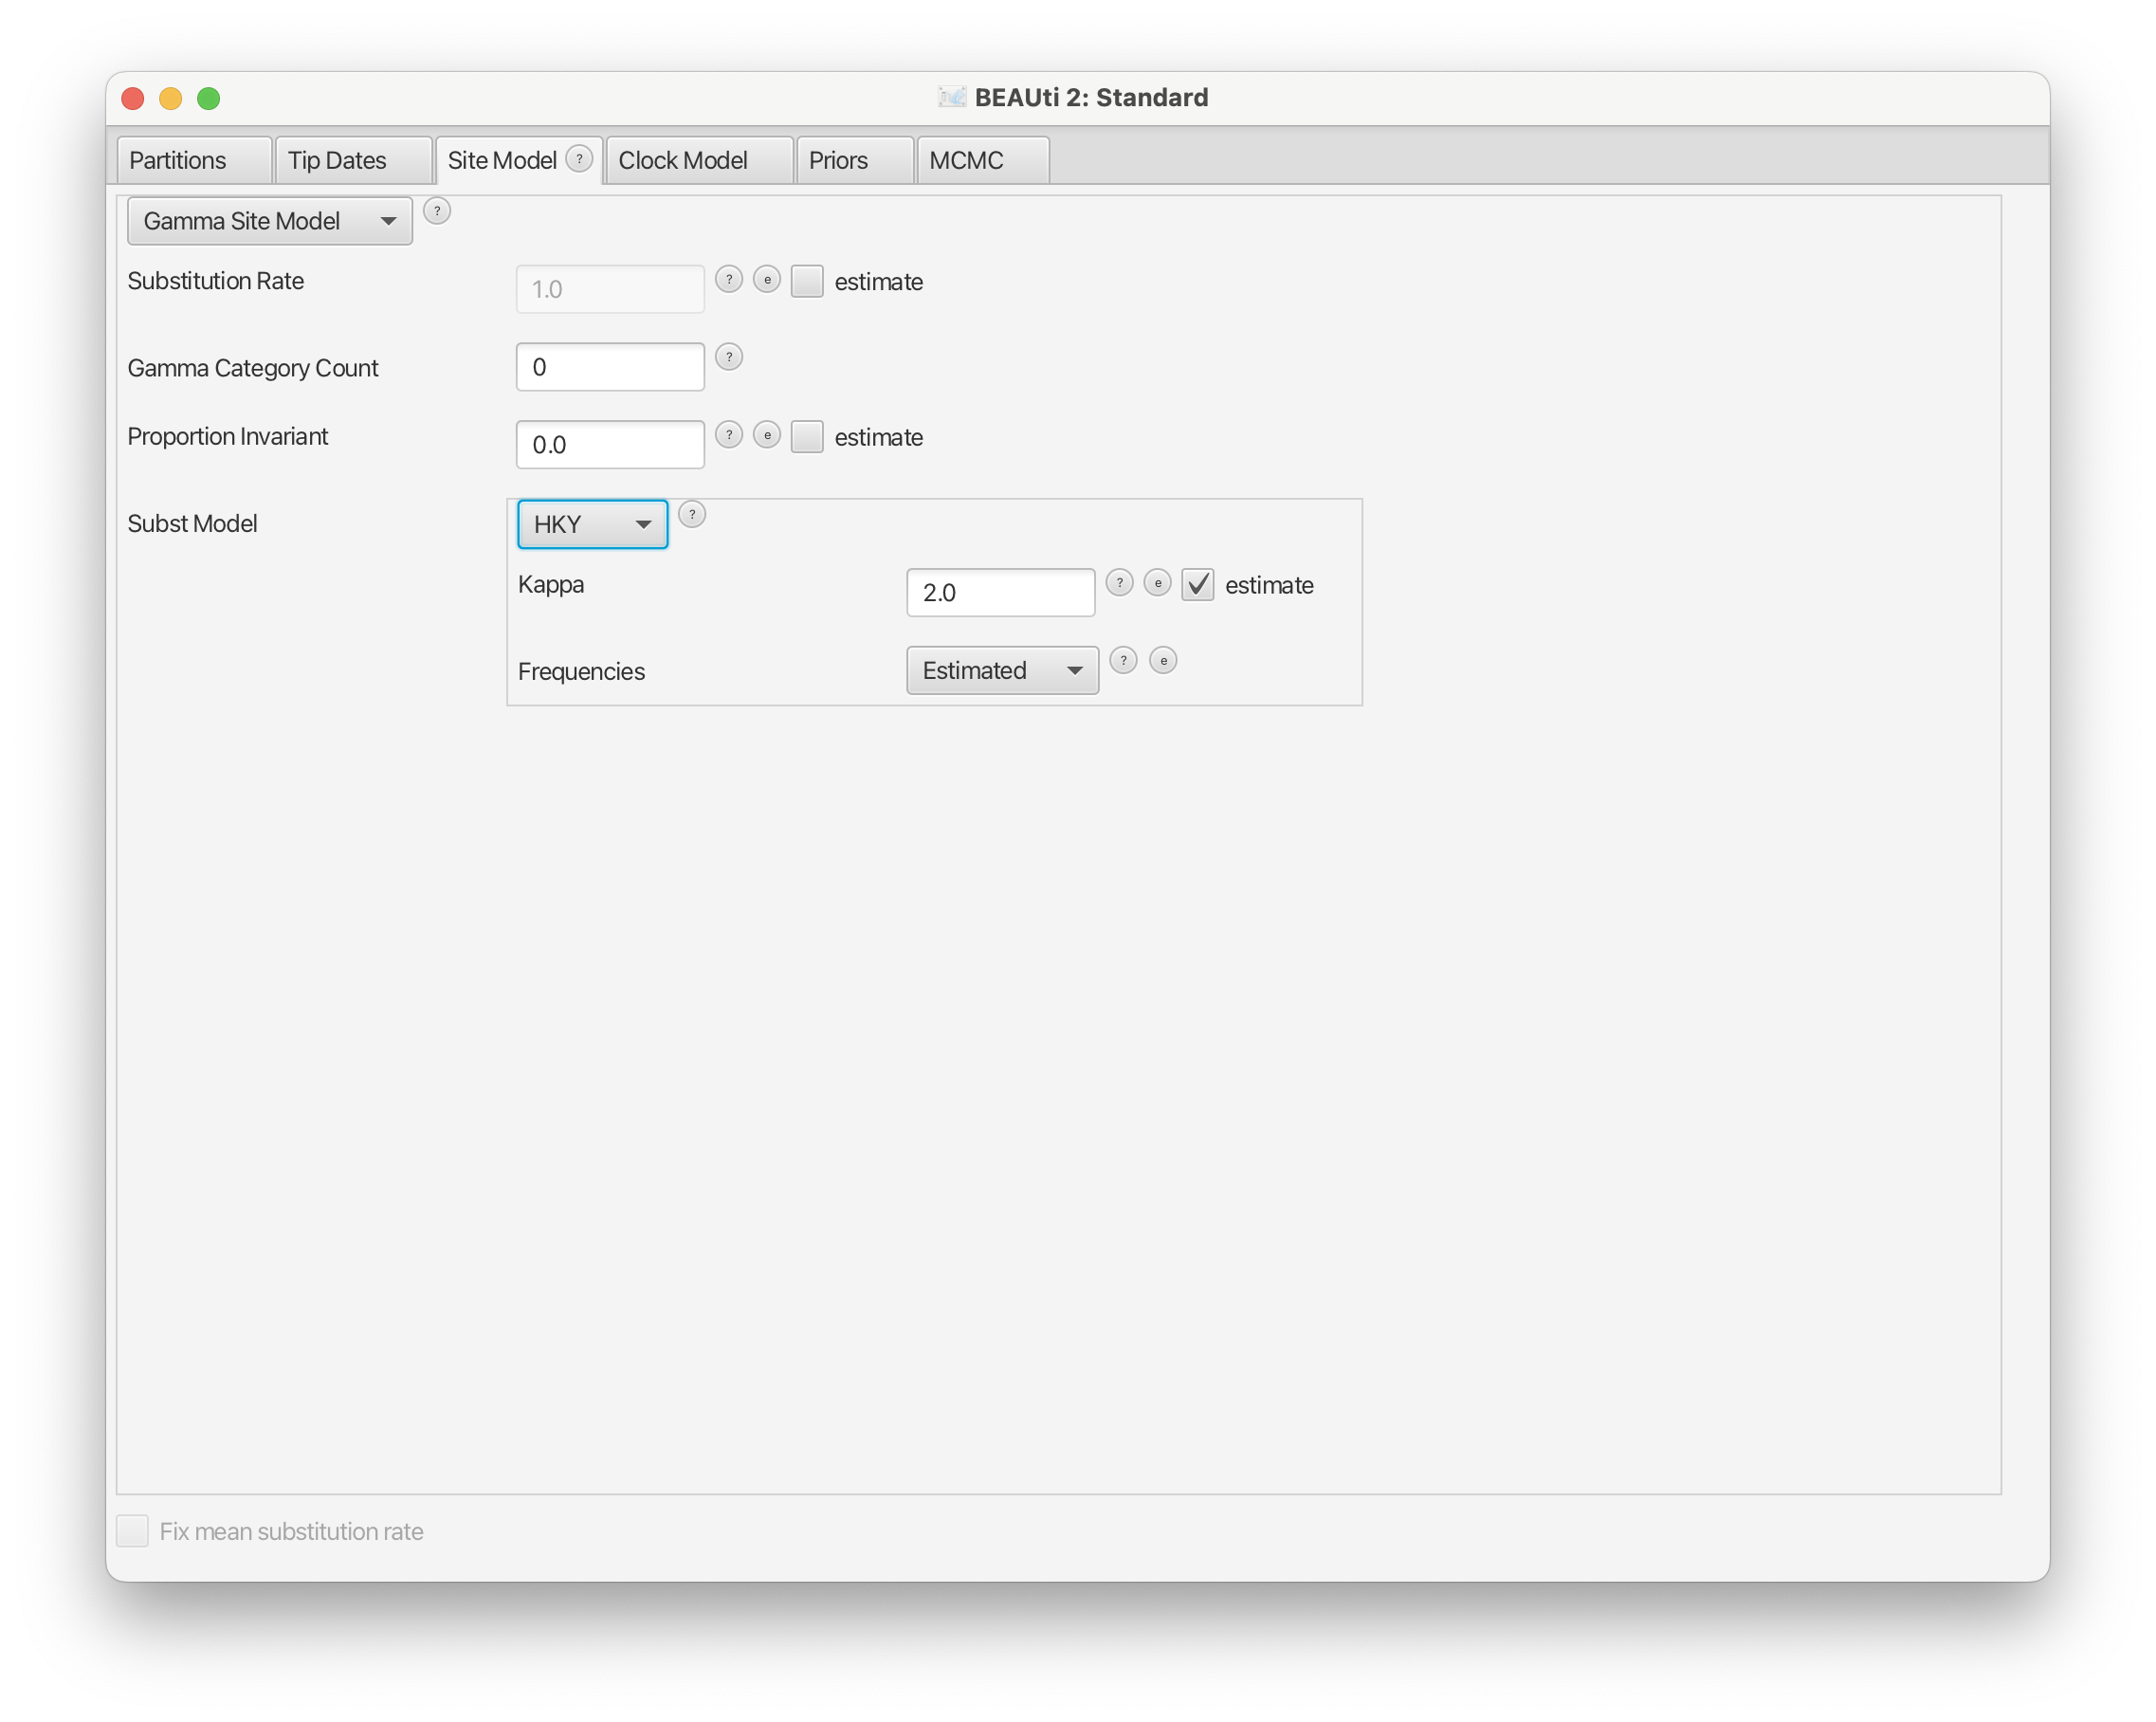 BEAUti 2: Standard
Partitions Tip Dates Site Model ? Clock Model Priors MCMC
Gamma Site Model ?
Substitution Rate 1.0 ? e estimate
Gamma Category Count 0 ?
Proportion Invariant 0.0 ? e estimate
Subst Model HKY ?
Kappa 2.0 ? e estimate
Frequencies Estimated ? e
Fix mean substitution rate